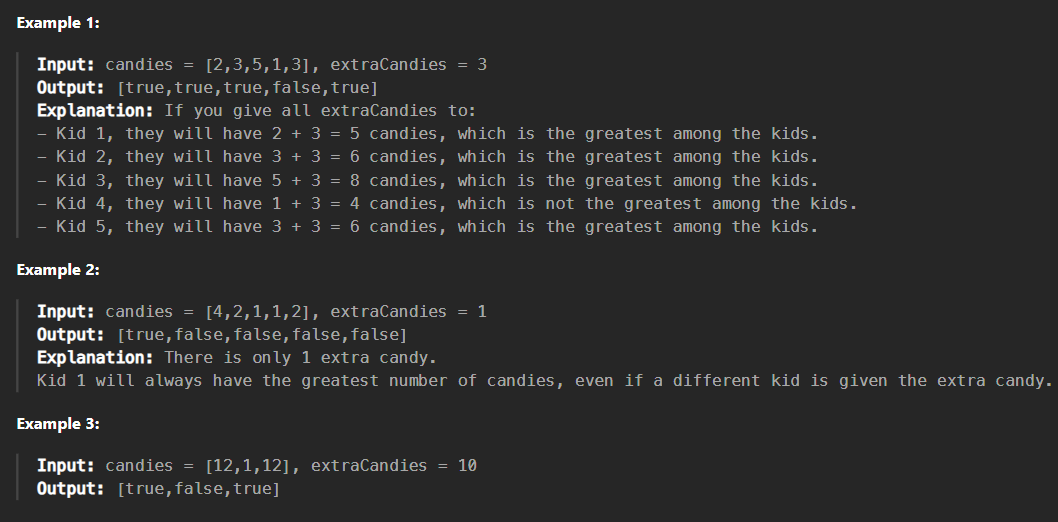 Example 1:
Input: candies = [2,3,5,1,3], extraCandies = 3
Output: [true,true,true,false,true]
Explanation: If you give all extraCandies to:
- Kid 1, they will have 2 + 3 = 5 candies, which is the greatest among the kids.
- Kid 2, they will have 3 + 3 = 6 candies, which is the greatest among the kids.
- Kid 3, they will have 5 + 3 = 8 candies, which is the greatest among the kids.
- Kid 4, they will have 1 + 3 = 4 candies, which is not the greatest among the kids.
- Kid 5, they will have 3 + 3 = 6 candies, which is the greatest among the kids.
Example 2:
Input: candies = [4,2,1,1,2], extraCandies = 1
Output: [true,false,false,false,false]
Explanation: There is only 1 extra candy.
Kid 1 will always have the greatest number of candies, even if a different kid is given the extra candy.
Example 3:
Input: candies = [12,1,12], extraCandies = 10
Output: [true,false,true]